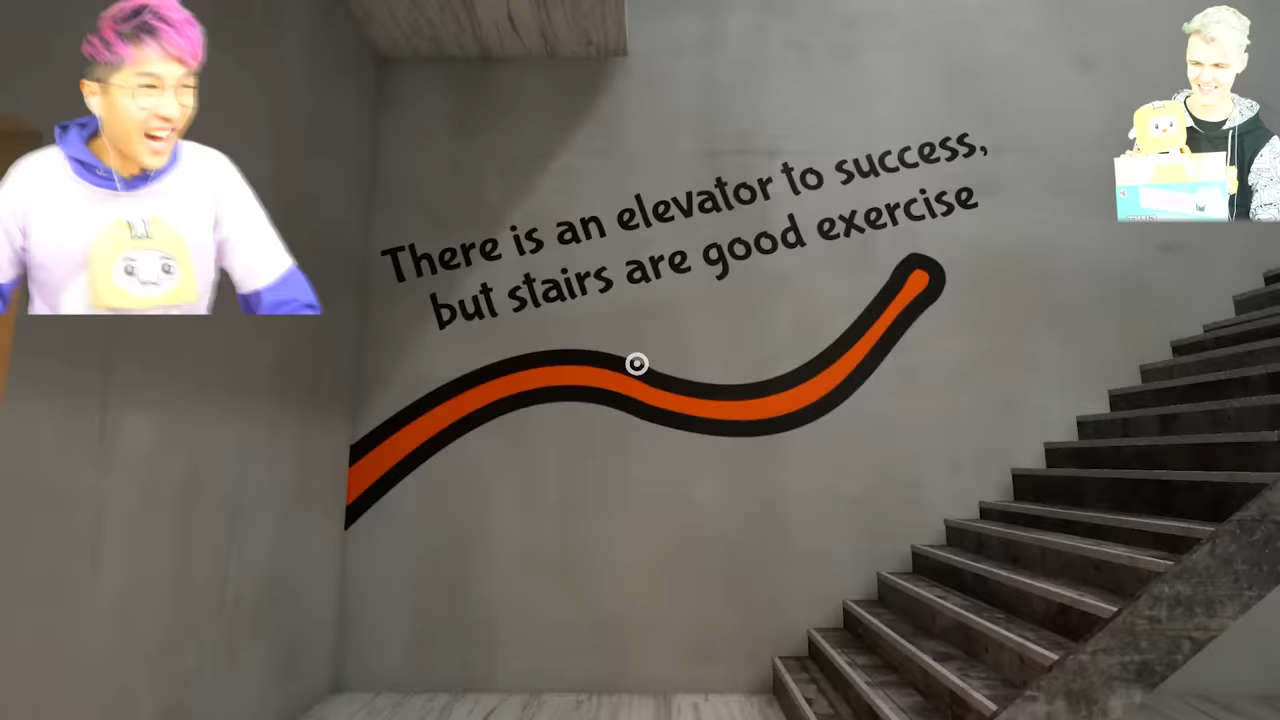 There is an elevator to success,
but stairs are good exercise